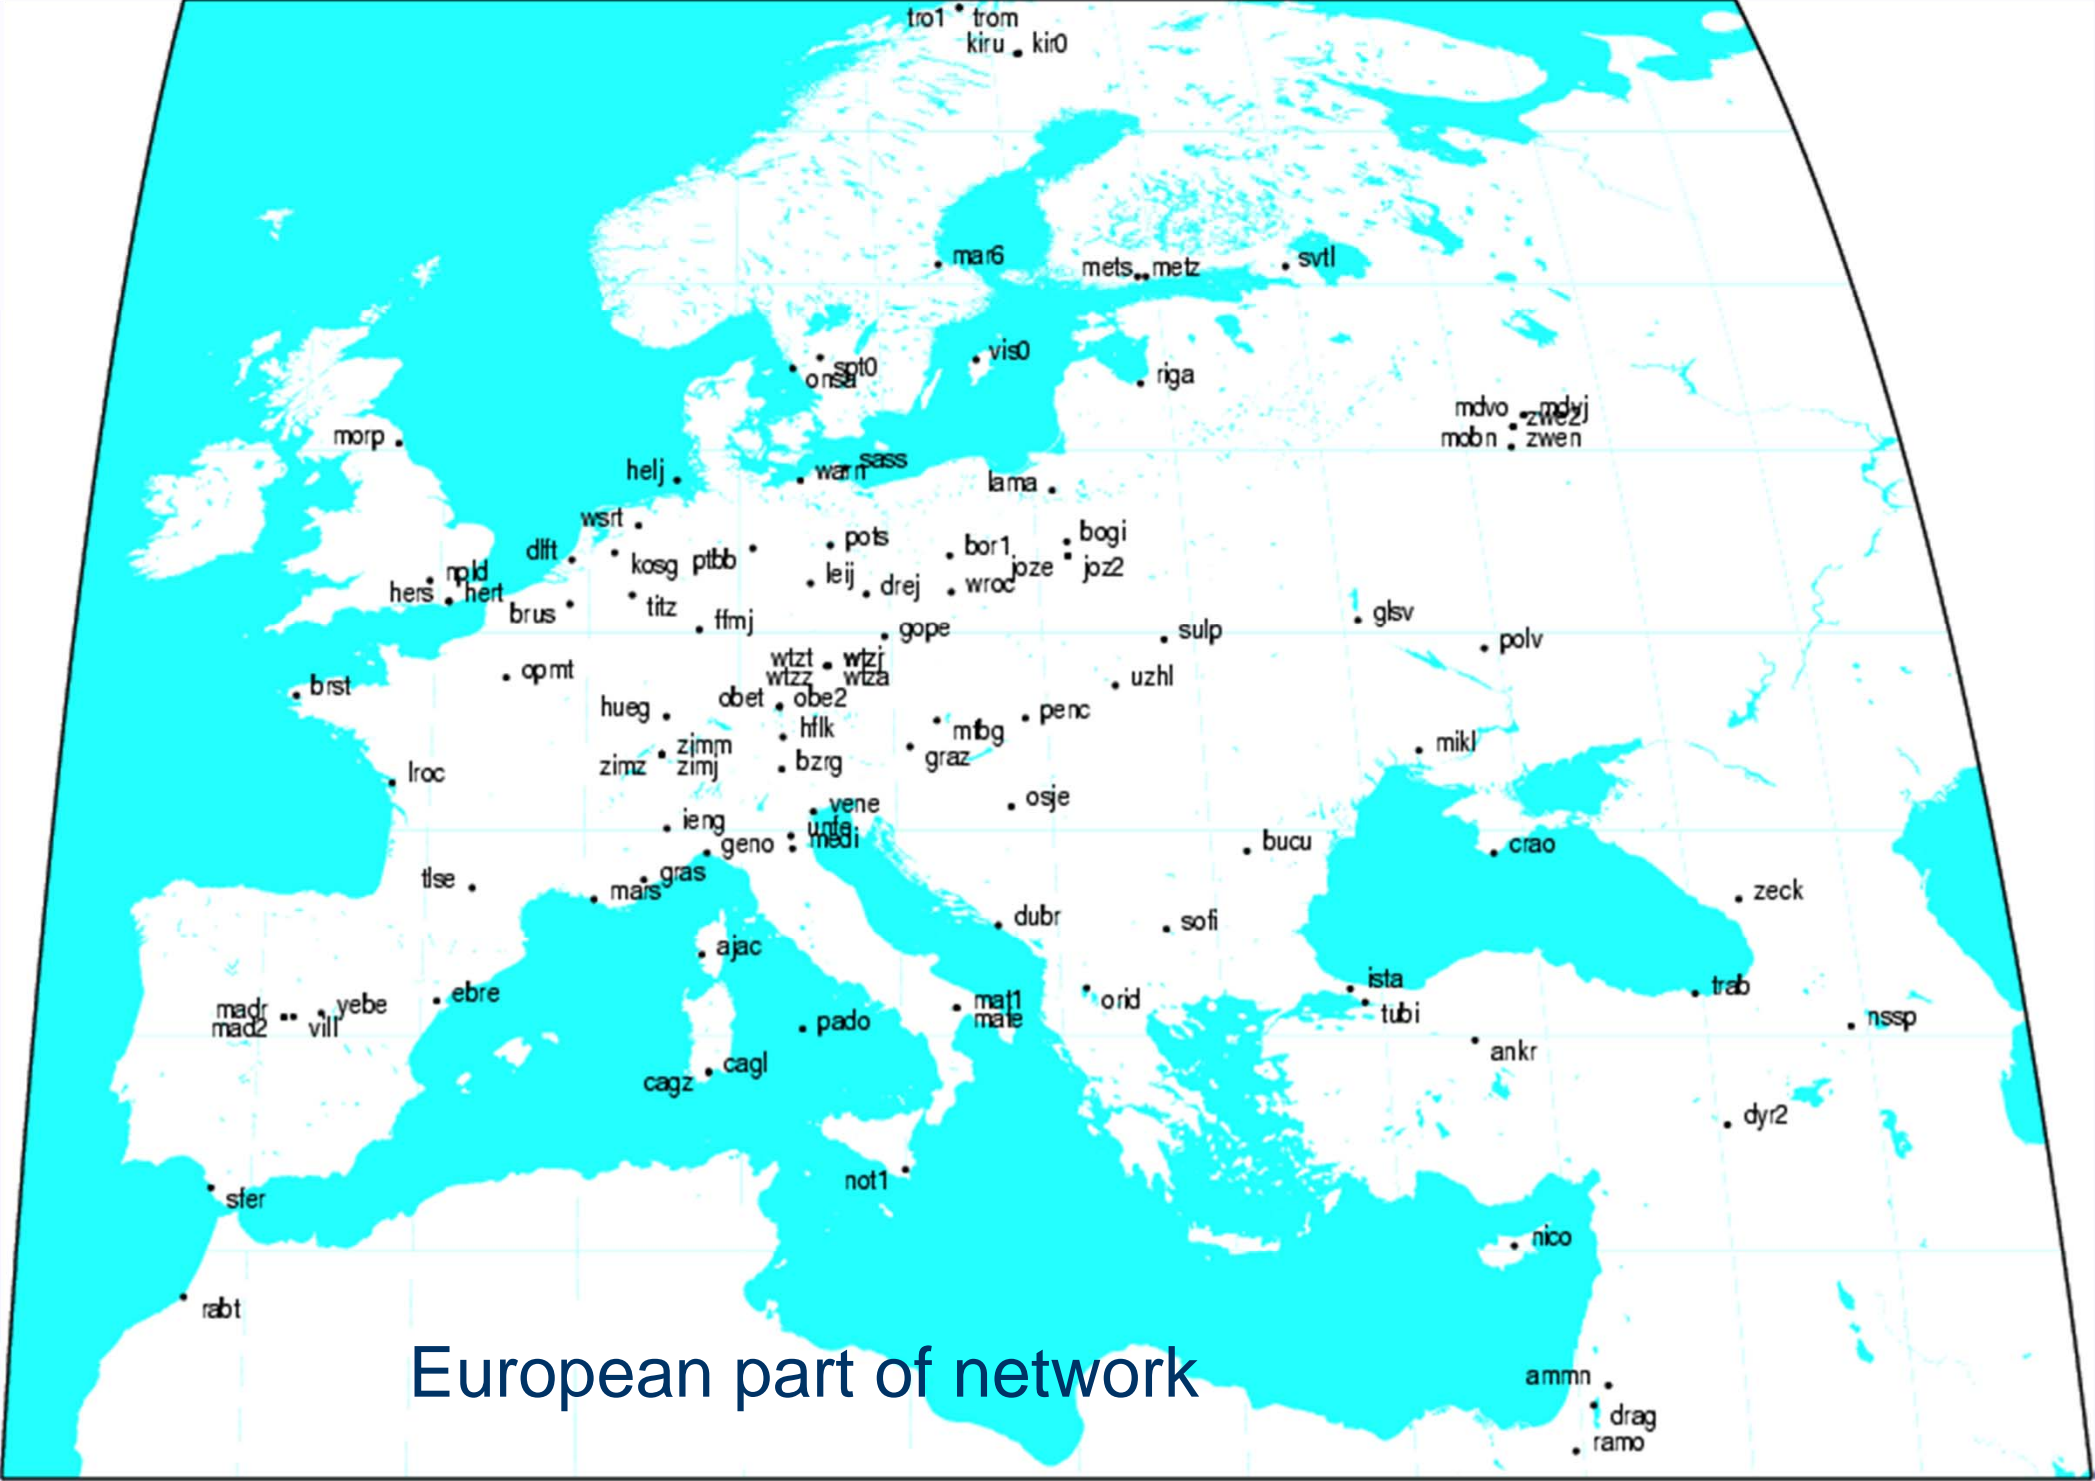 tro1 trom
kiru kir0
mar6
mets metz
svtl
vis0
spt0
onsa
riga
mdvo mdvj
zwe2
mobn zwen
morp
helj
warn
sass
lama
wsrt
dlft
kosg
ptbb
pots
bor1
bogi
joze joz2
npld
hers hert
brus
titz
leij
drej
wroc
ffmj
gope
sulp
glsv
polv
wtzt wtzj
wtzz wtza
opmt
brst
obet obe2
uzhl
hueg
hflk
mtbg
penc
zimm
zimz zimj
bzrg
graz
mikl
lroc
vene
osje
ieng
unfe
medi
geno
bucu
crao
tlse
gras
mars
zeck
dubr
sofi
ajac
ista
trab
madr
yebe
ebre
mat1
orid
mad2 vill
pado
mate
tubi
nssp
ankr
cagl
cagz
dyr2
not1
sfer
nico
rabt
European part of network
ammn
drag
ramo